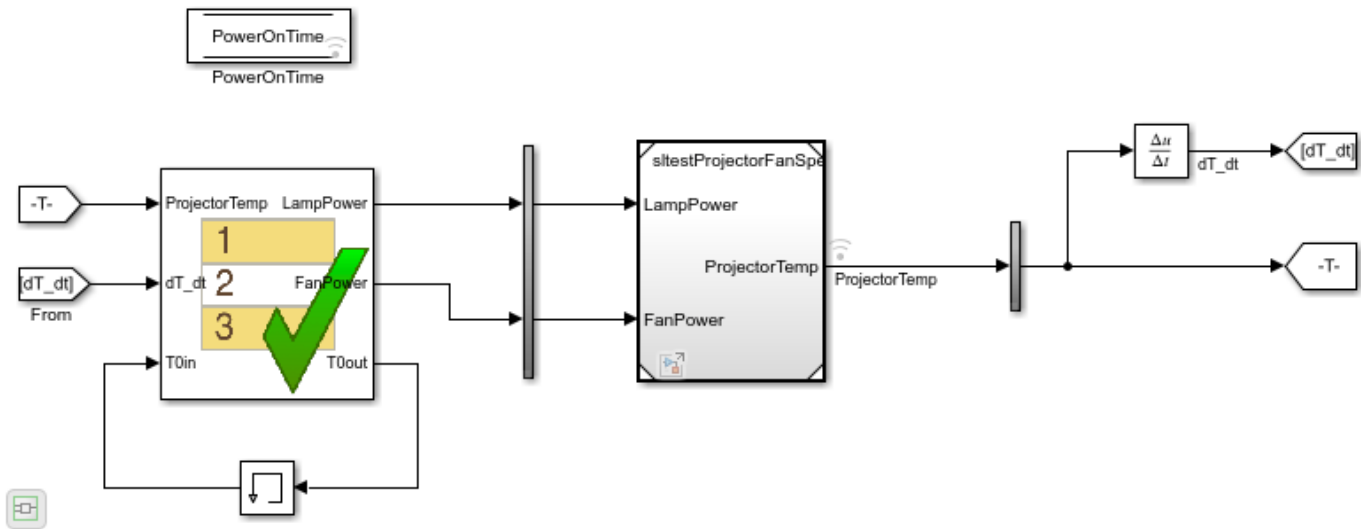 PowerOnTime
PowerOnTime
-T-
[dT_dt]
From
ProjectorTemp
LampPower
1
dT_dt
2
FanPower
3
T0in
T0out
sltestProjectorFanSpe
LampPower
ProjectorTemp
FanPower
ProjectorTemp
Δu
Δt
dT_dt
[dT_dt]
-T-